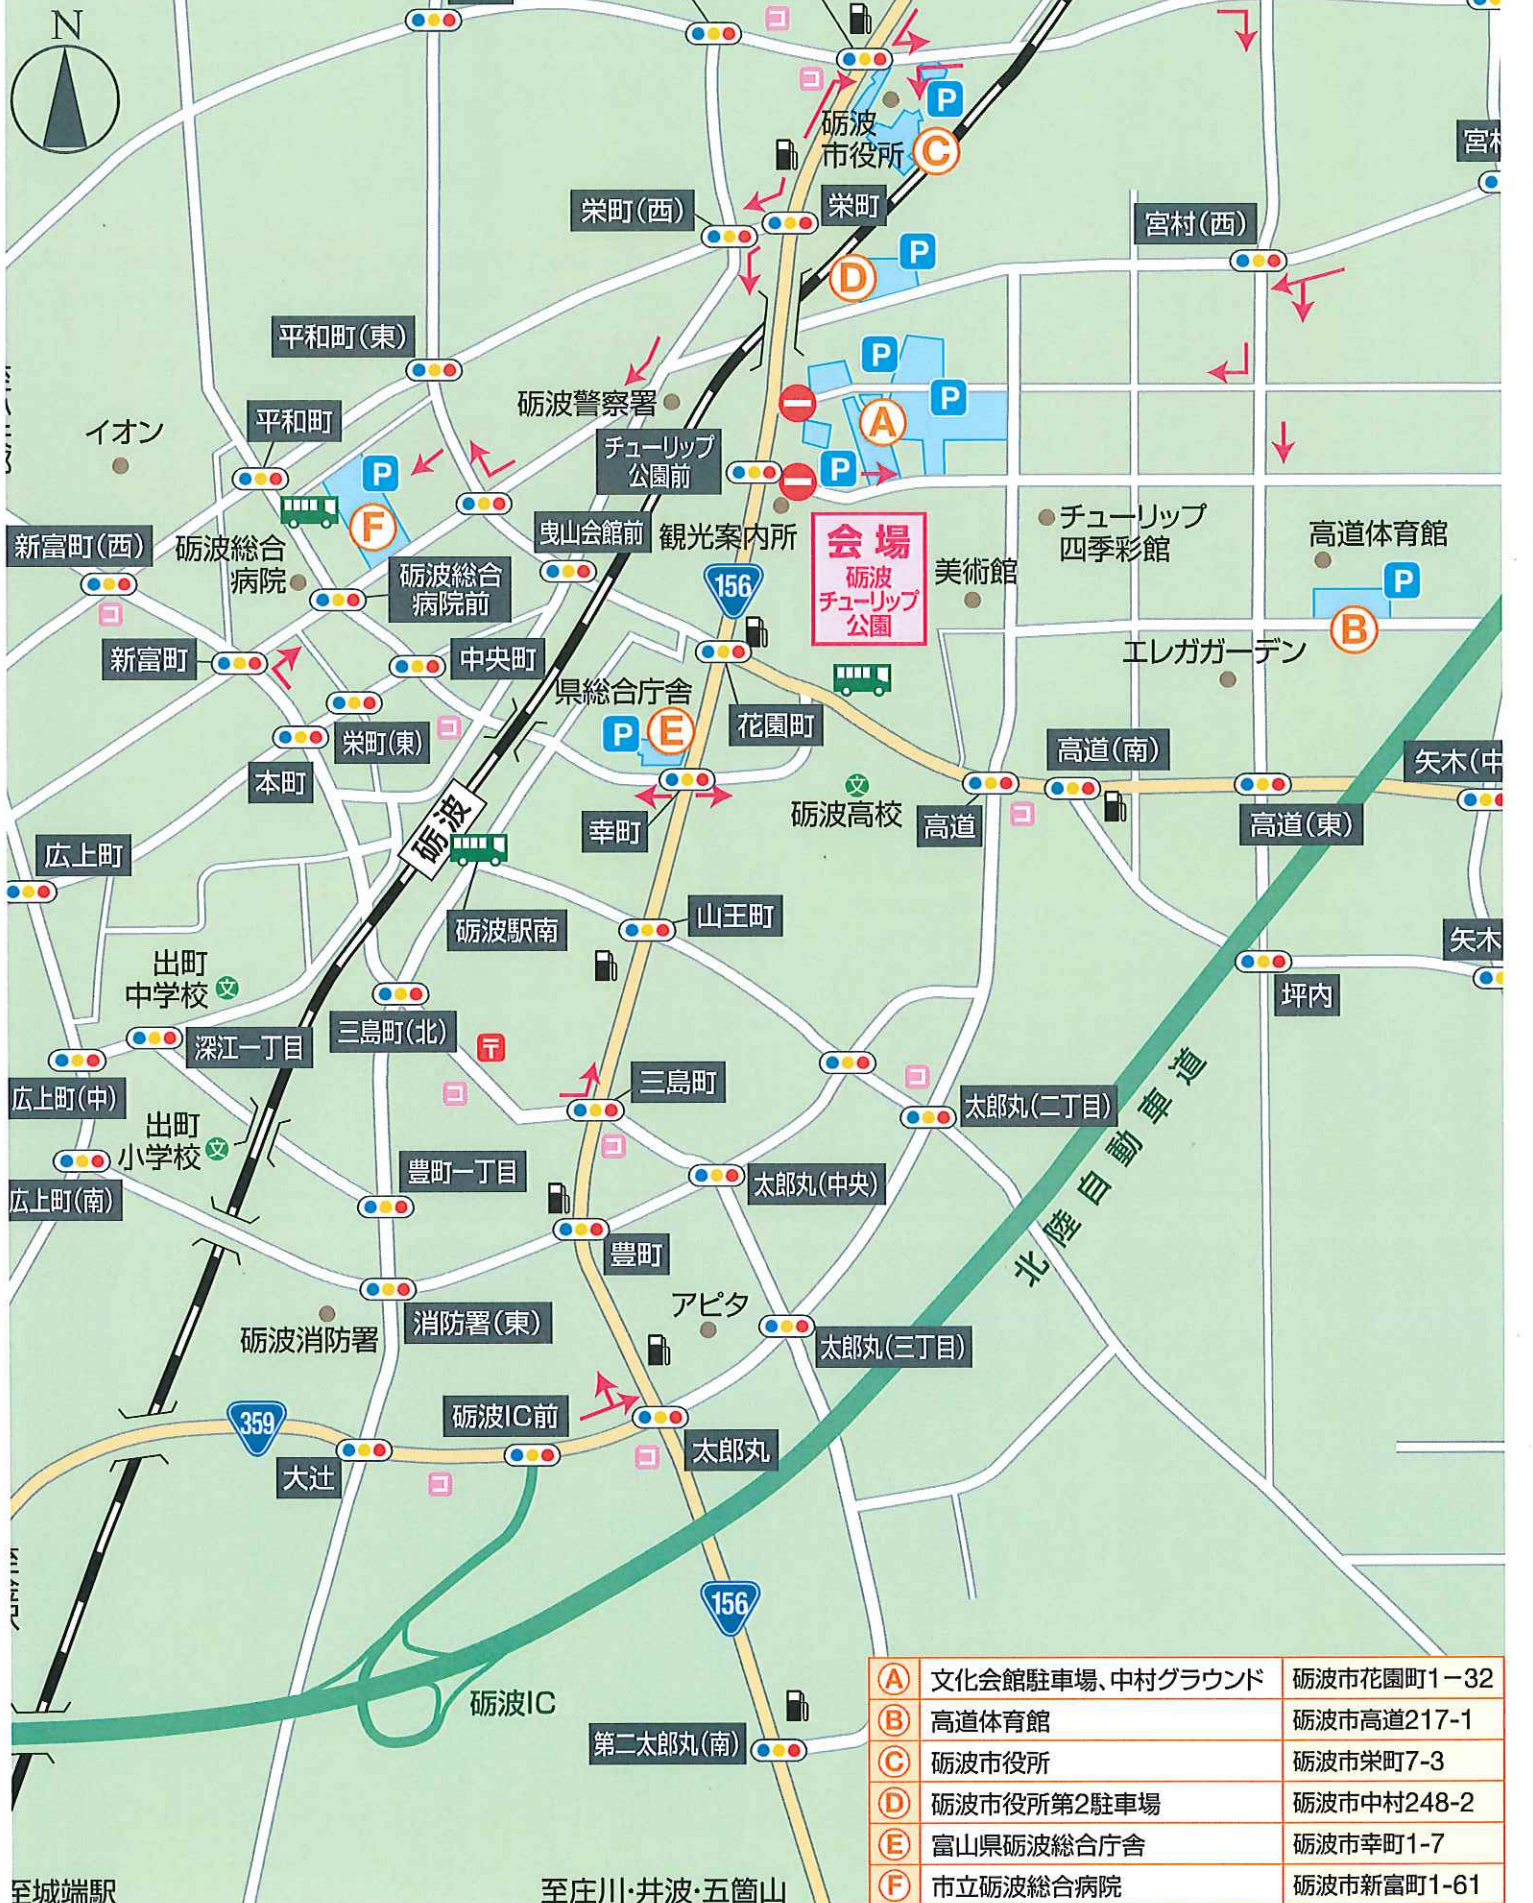 N
砺波
市役所
C
P
宮村
栄町(西)
栄町
宮村(西)
P
D
平和町(東)
P
P
A
砺波警察署
イオン
平和町
チューリップ
公園前
P
P
F
新富町(西)
砺波総合
病院
曳山会館前
観光案内所
会場
砺波
チューリップ
公園
チューリップ
四季彩館
美術館
高道体育館
P
B
砺波総合
病院前
156
新富町
中央町
エレガガーデン
県総合庁舎
P
E
花園町
栄町(東)
高道(南)
矢木(中
本町
文
砺波高校
高道
高道(東)
幸町
砺波
広上町
砺波駅南
山王町
矢木
出町
中学校
文
坪内
深江一丁目
三島町(北)
〒
三島町
広上町(中)
太郎丸(二丁目)
北陸自動車道
出町
小学校
文
豊町一丁目
太郎丸(中央)
広上町(南)
豊町
砺波消防署
消防署(東)
アピタ
太郎丸(三丁目)
359
砺波IC前
太郎丸
大辻
156
砺波IC
第二太郎丸(南)
A 文化会館駐車場、中村グラウンド 砺波市花園町1-32
B 高道体育館 砺波市高道217-1
C 砺波市役所 砺波市栄町7-3
D 砺波市役所第2駐車場 砺波市中村248-2
E 富山県砺波総合庁舎 砺波市幸町1-7
F 市立砺波総合病院 砺波市新富町1-61
至城端駅
至庄川・井波・五箇山